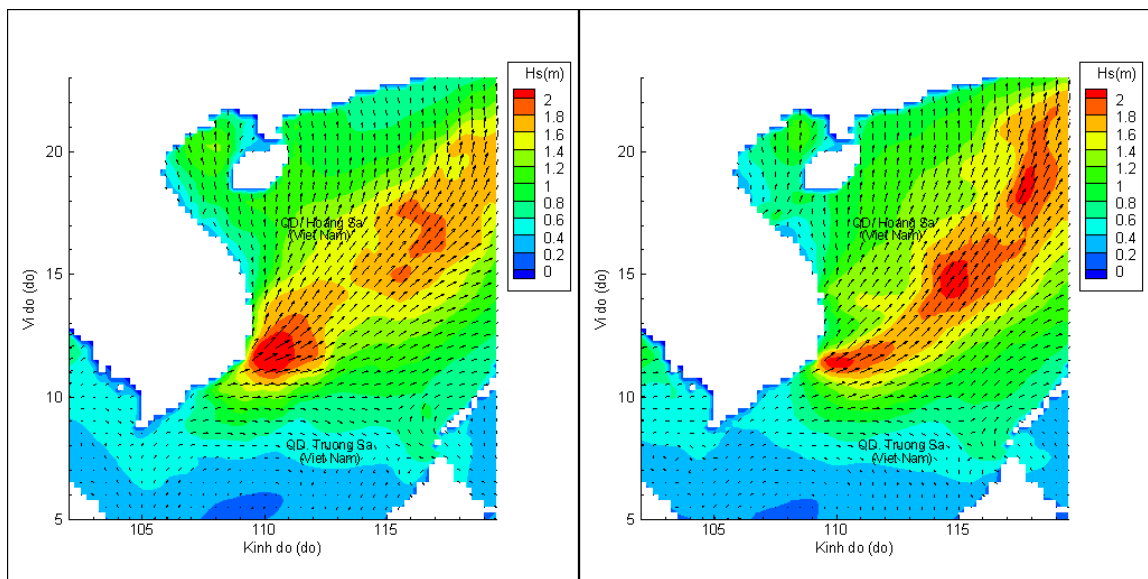 Hs(m)
2
1.8
1.6
1.4
1.2
1
0.8
0.6
0.4
0.2
0
20
15
10
5
Vi do (do)
105
110
115
Kinh do (do)
QD/ Hoang Sa
(Viet Nam)
QD. Truong Sa
(Viet Nam)
Hs(m)
2
1.8
1.6
1.4
1.2
1
0.8
0.6
0.4
0.2
0
20
15
10
5
Vi do (do)
105
110
115
Kinh do (do)
QD/ Hoang Sa
(Viet Nam)
QD. Truong Sa
(Viet Nam)